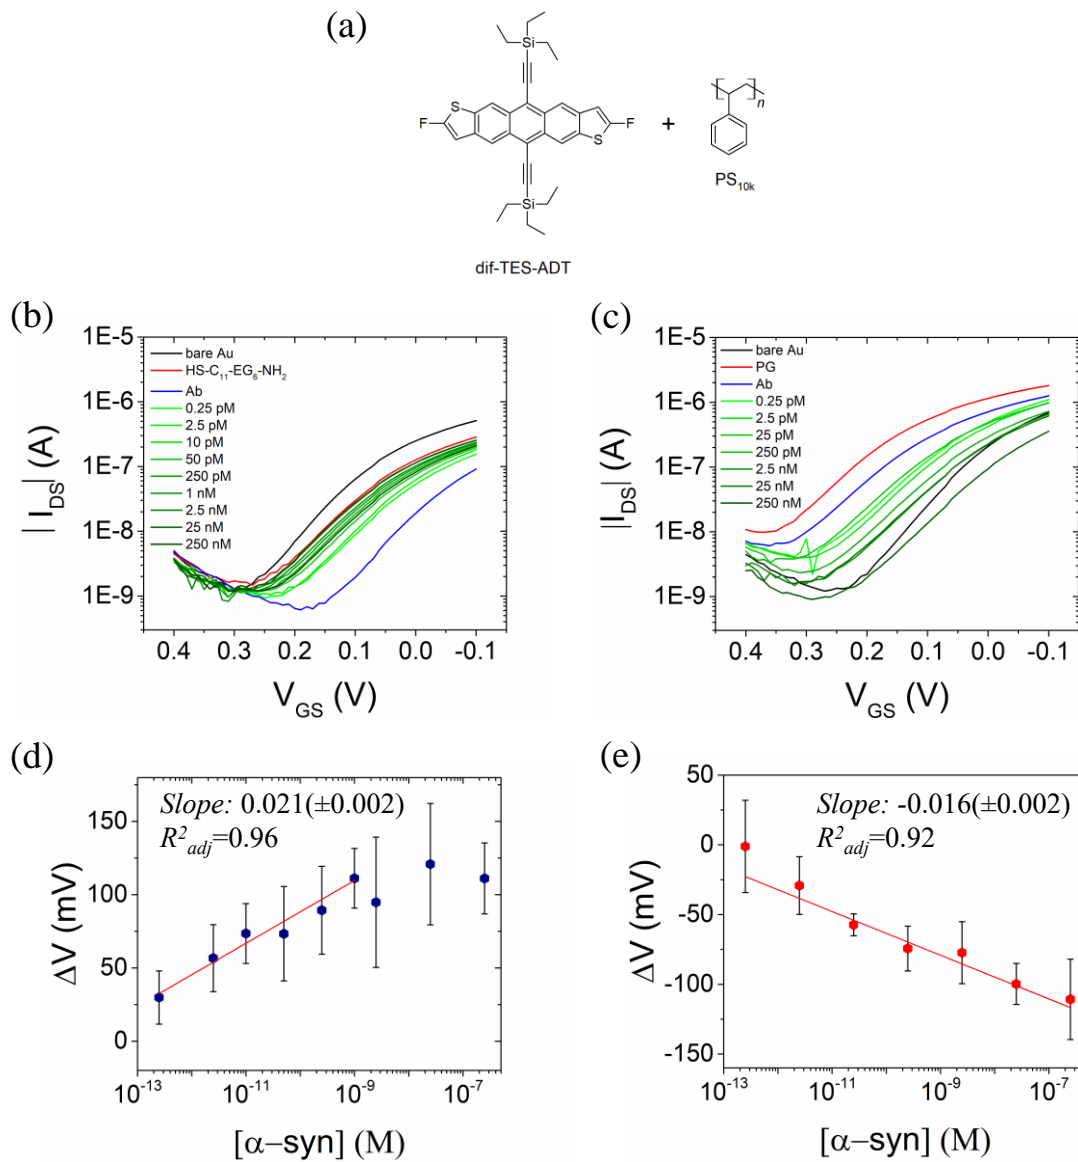 (a)
Si
S
F
F
S
Si
+
n
PS10k
dif-TES-ADT
(b)
1E-5
1E-6
1E-7
1E-8
1E-9
|IDS| (A)
bare Au
HS-C11-EG6-NH2
Ab
0.25 pM
2.5 pM
10 pM
50 pM
250 pM
1 nM
2.5 nM
25 nM
250 nM
0.4 0.3 0.2 0.1 0.0 -0.1
VGS (V)
(c)
1E-5
1E-6
1E-7
1E-8
1E-9
|IDS| (A)
bare Au
PG
Ab
0.25 pM
2.5 pM
25 pM
250 pM
2.5 nM
25 nM
250 nM
0.4 0.3 0.2 0.1 0.0 -0.1
VGS (V)
(d)
Slope: 0.021(±0.002)
R2adj=0.96
150
100
50
0
ΔV (mV)
10-13 10-11 10-9 10-7
[α–syn] (M)
(e)
Slope: -0.016(±0.002)
R2adj=0.92
50
0
-50
-100
-150
ΔV (mV)
10-13 10-11 10-9 10-7
[α–syn] (M)